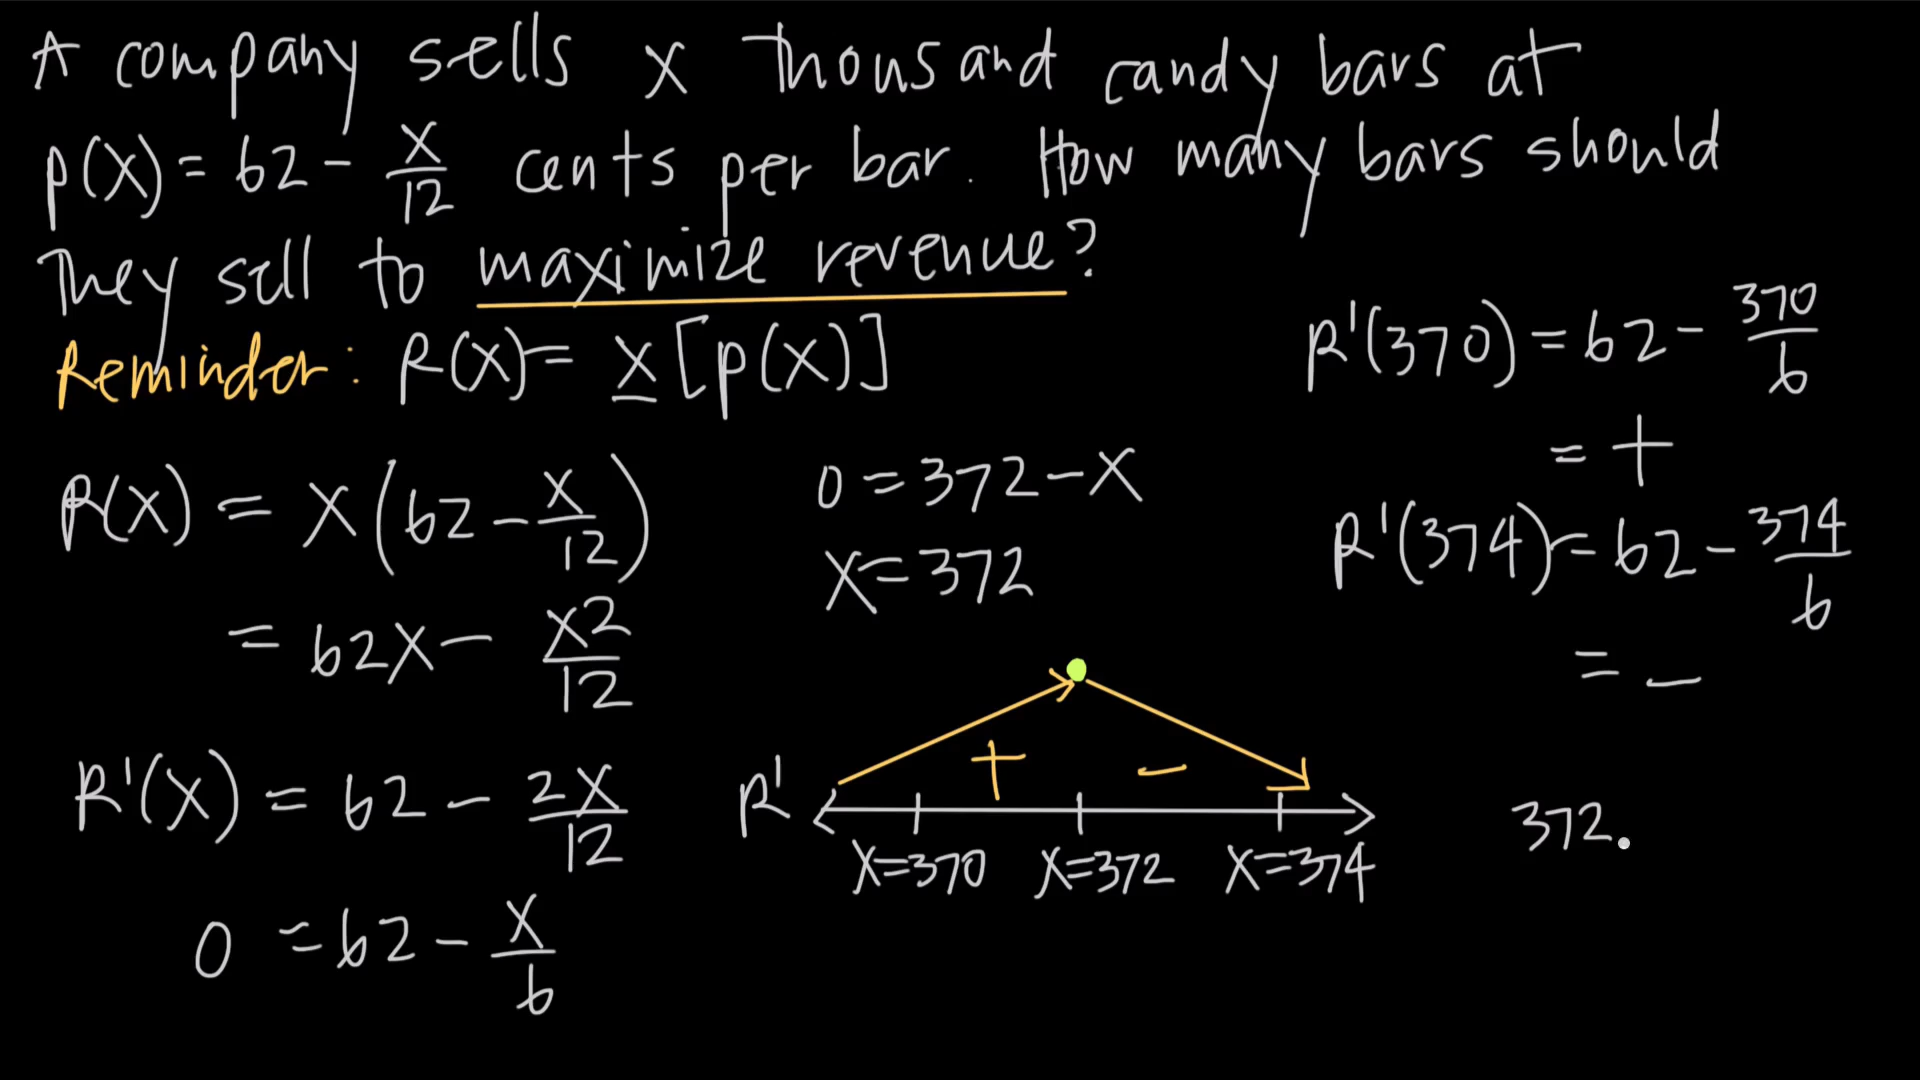 A company sells x thousand candy bars at
p(x) = 62 - x/12 cents per bar. How many bars should
they sell to maximize revenue?
Reminder: R(x) = x[p(x)]
R(x) = x(62 - x/12)
= 62x - x2/12
R'(x) = 62 - 2x/12
0 = 62 - x/6
0 = 372 - x
x = 372
R' + -
x=370 x=372 x=374
R'(370) = 62 - 370/6
= +
R'(374) = 62 - 374/6
= -
372.